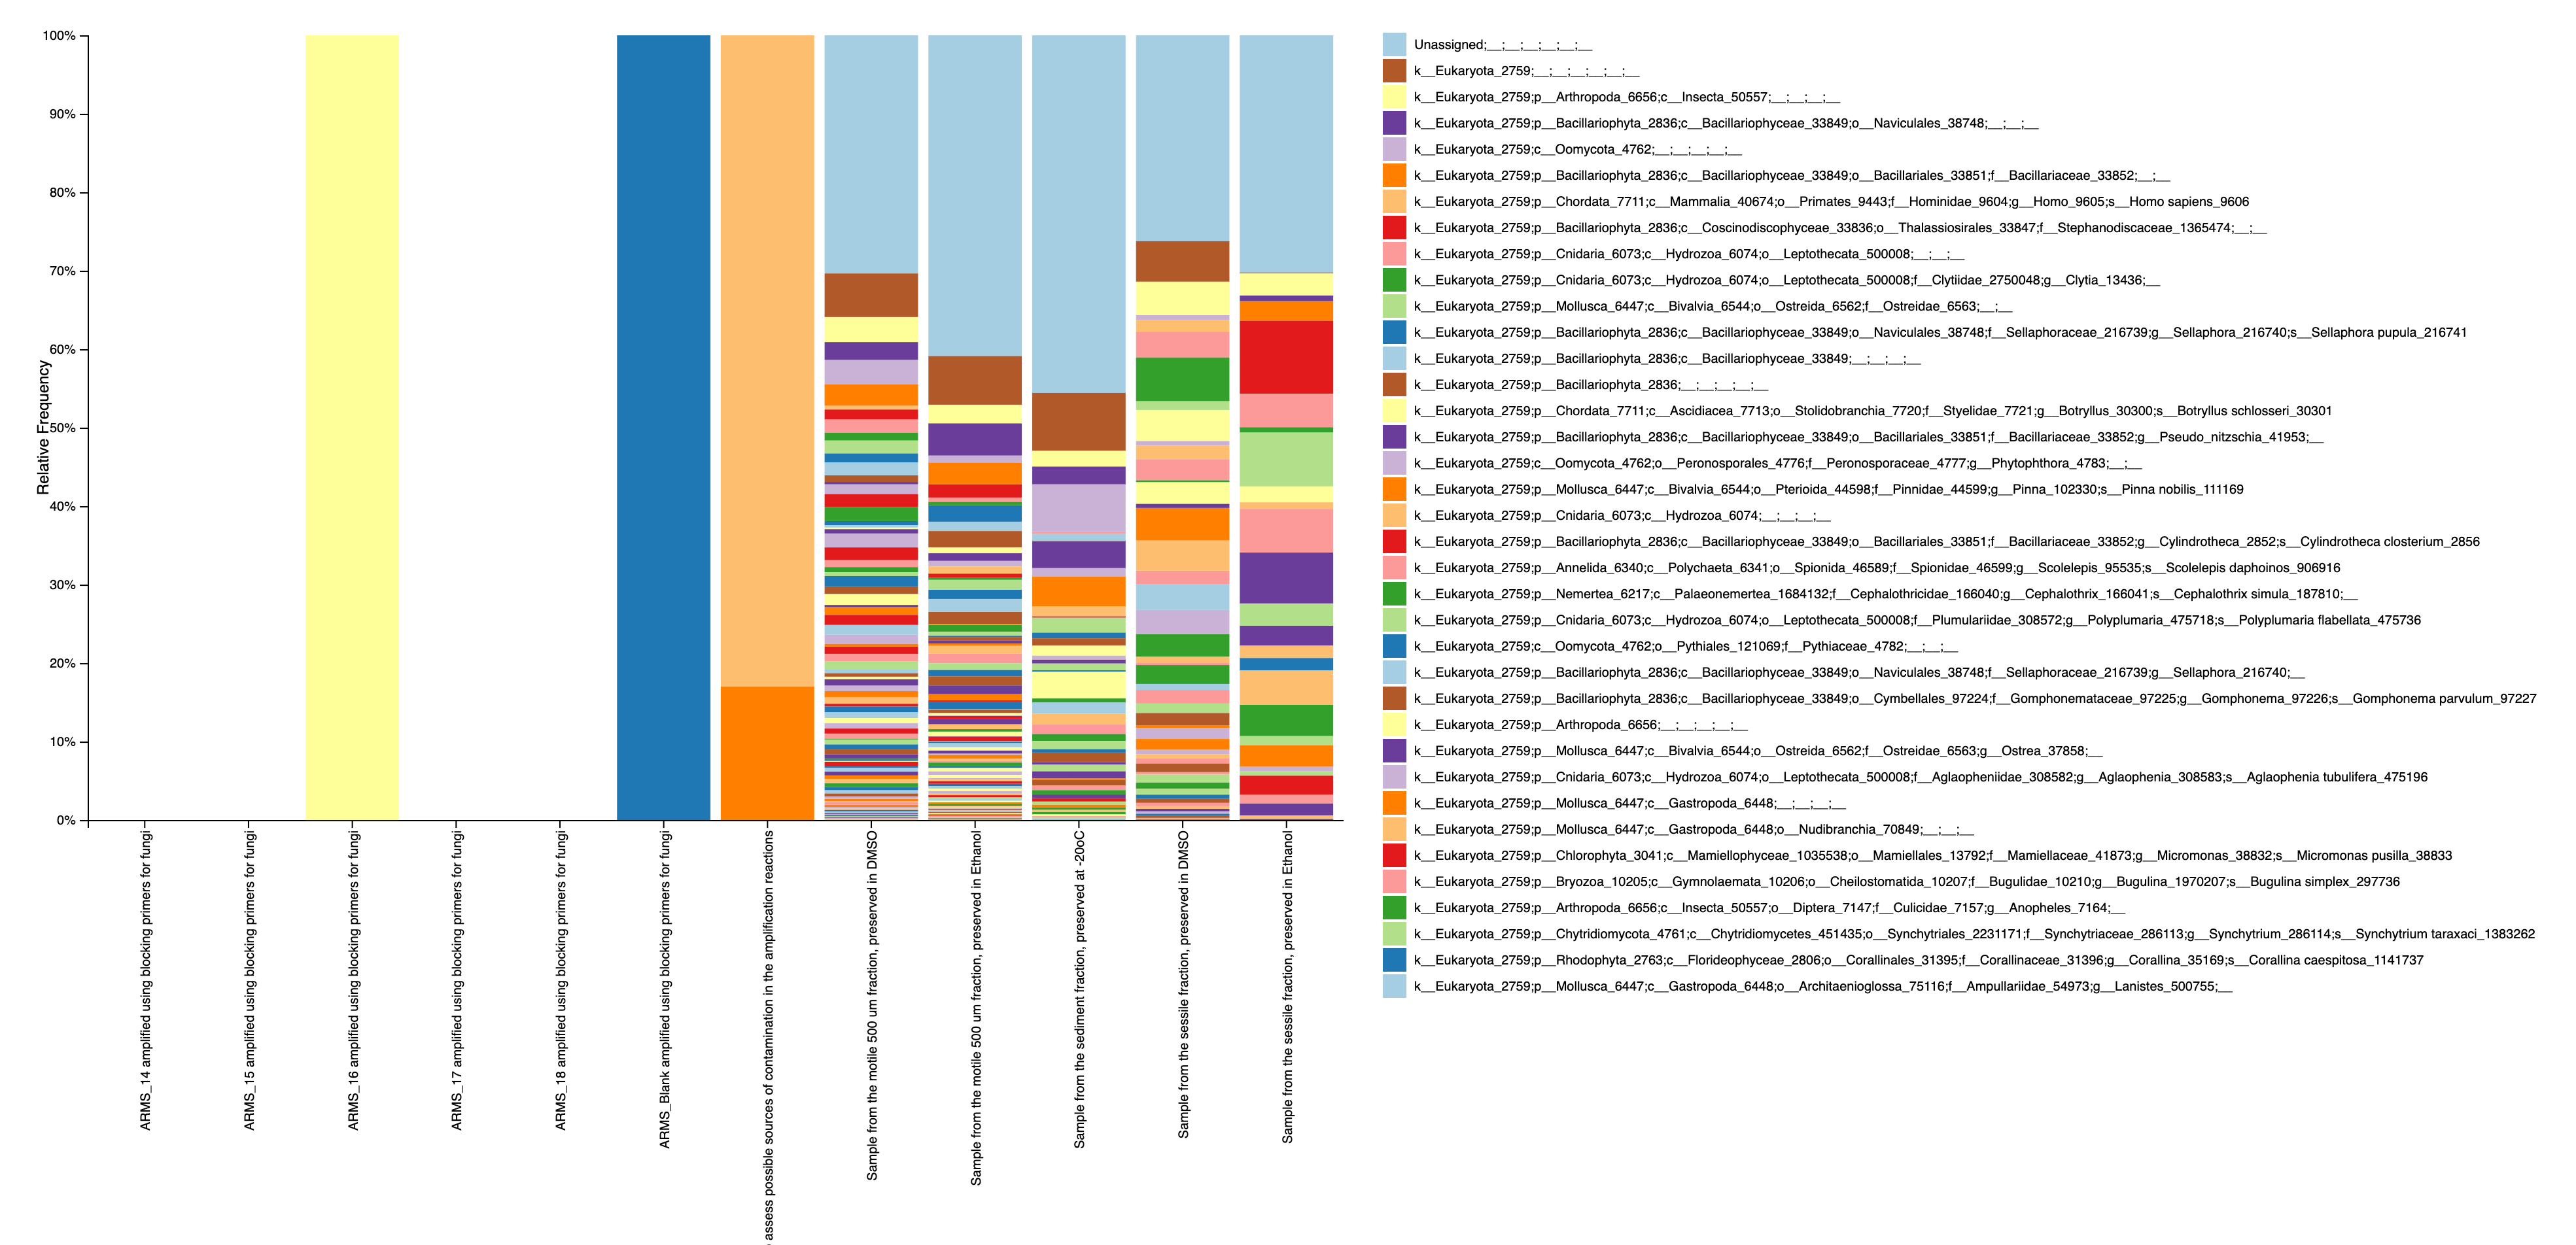 100%
90%
80%
70%
60%
50%
40%
30%
20%
10%
0%
Relative Frequency
ARMS_14 amplified using blocking primers for fungi
ARMS_15 amplified using blocking primers for fungi
ARMS_16 amplified using blocking primers for fungi
ARMS_17 amplified using blocking primers for fungi
ARMS_18 amplified using blocking primers for fungi
ARMS_Blank amplified using blocking primers for fungi
assess possible sources of contamination in the amplification reactions
Sample from the motile 500 um fraction, preserved in DMSO
Sample from the motile 500 um fraction, preserved in Ethanol
Sample from the sediment fraction, preserved at -20oC
Sample from the sessile fraction, preserved in DMSO
Sample from the sessile fraction, preserved in Ethanol
Unassigned;__;__;__;__;__;__
k__Eukaryota_2759;__;__;__;__;__;__
k__Eukaryota_2759;p__Arthropoda_6656;c__Insecta_50557;__;__;__;__
k__Eukaryota_2759;p__Bacillariophyta_2836;c__Bacillariophyceae_33849;o__Naviculales_38748;__;__;__
k__Eukaryota_2759;c__Oomycota_4762;__;__;__;__;__
k__Eukaryota_2759;p__Bacillariophyta_2836;c__Bacillariophyceae_33849;o__Bacillariales_33851;f__Bacillariaceae_33852;__;__
k__Eukaryota_2759;p__Chordata_7711;c__Mammalia_40674;o__Primates_9443;f__Hominidae_9604;g__Homo_9605;s__Homo sapiens_9606
k__Eukaryota_2759;p__Bacillariophyta_2836;c__Coscinodiscophyceae_33836;o__Thalassiosirales_33847;f__Stephanodiscaceae_1365474;__;__
k__Eukaryota_2759;p__Cnidaria_6073;c__Hydrozoa_6074;o__Leptothecata_500008;__;__;__
k__Eukaryota_2759;p__Cnidaria_6073;c__Hydrozoa_6074;o__Leptothecata_500008;f__Clytiidae_2750048;g__Clytia_13436;__
k__Eukaryota_2759;p__Mollusca_6447;c__Bivalvia_6544;o__Ostreida_6562;f__Ostreidae_6563;__;__
k__Eukaryota_2759;p__Bacillariophyta_2836;c__Bacillariophyceae_33849;o__Naviculales_38748;f__Sellaphoraceae_216739;g__Sellaphora_216740;s__Sellaphora pupula_216741
k__Eukaryota_2759;p__Bacillariophyta_2836;c__Bacillariophyceae_33849;__;__;__;__
k__Eukaryota_2759;p__Bacillariophyta_2836;__;__;__;__;__
k__Eukaryota_2759;p__Chordata_7711;c__Ascidiacea_7713;o__Stolidobranchia_7720;f__Styelidae_7721;g__Botryllus_30300;s__Botryllus schlosseri_30301
k__Eukaryota_2759;p__Bacillariophyta_2836;c__Bacillariophyceae_33849;o__Bacillariales_33851;f__Bacillariaceae_33852;g__Pseudo_nitzschia_41953;__
k__Eukaryota_2759;c__Oomycota_4762;o__Peronosporales_4776;f__Peronosporaceae_4777;g__Phytophthora_4783;__;__
k__Eukaryota_2759;p__Mollusca_6447;c__Bivalvia_6544;o__Pterioida_44598;f__Pinnidae_44599;g__Pinna_102330;s__Pinna nobilis_111169
k__Eukaryota_2759;p__Cnidaria_6073;c__Hydrozoa_6074;__;__;__;__
k__Eukaryota_2759;p__Bacillariophyta_2836;c__Bacillariophyceae_33849;o__Bacillariales_33851;f__Bacillariaceae_33852;g__Cylindrotheca_2852;s__Cylindrotheca closterium_2856
k__Eukaryota_2759;p__Annelida_6340;c__Polychaeta_6341;o__Spionida_46589;f__Spionidae_46599;g__Scolelepis_95535;s__Scolelepis daphoinos_906916
k__Eukaryota_2759;p__Nemertea_6217;c__Palaeonemertea_1684132;f__Cephalothricidae_166040;g__Cephalothrix_166041;s__Cephalothrix simula_187810;__
k__Eukaryota_2759;p__Cnidaria_6073;c__Hydrozoa_6074;o__Leptothecata_500008;f__Plumulariidae_308572;g__Polyplumaria_475718;s__Polyplumaria flabellata_475736
k__Eukaryota_2759;c__Oomycota_4762;o__Pythiales_121069;f__Pythiaceae_4782;__;__;__
k__Eukaryota_2759;p__Bacillariophyta_2836;c__Bacillariophyceae_33849;o__Naviculales_38748;f__Sellaphoraceae_216739;g__Sellaphora_216740;__
k__Eukaryota_2759;p__Bacillariophyta_2836;c__Bacillariophyceae_33849;o__Cymbellales_97224;f__Gomphonemataceae_97225;g__Gomphonema_97226;s__Gomphonema parvulum_97227
k__Eukaryota_2759;p__Arthropoda_6656;__;__;__;__;__
k__Eukaryota_2759;p__Mollusca_6447;c__Bivalvia_6544;o__Ostreida_6562;f__Ostreidae_6563;g__Ostrea_37858;__
k__Eukaryota_2759;p__Cnidaria_6073;c__Hydrozoa_6074;o__Leptothecata_500008;f__Aglaopheniidae_308582;g__Aglaophenia_308583;s__Aglaophenia tubulifera_475196
k__Eukaryota_2759;p__Mollusca_6447;c__Gastropoda_6448;__;__;__;__
k__Eukaryota_2759;p__Mollusca_6447;c__Gastropoda_6448;o__Nudibranchia_70849;__;__;__
k__Eukaryota_2759;p__Chlorophyta_3041;c__Mamiellophyceae_1035538;o__Mamiellales_13792;f__Mamiellaceae_41873;g__Micromonas_38832;s__Micromonas pusilla_38833
k__Eukaryota_2759;p__Bryozoa_10205;c__Gymnolaemata_10206;o__Cheilostomatida_10207;f__Bugulidae_10210;g__Bugulina_1970207;s__Bugulina simplex_297736
k__Eukaryota_2759;p__Arthropoda_6656;c__Insecta_50557;o__Diptera_7147;f__Culicidae_7157;g__Anopheles_7164;__
k__Eukaryota_2759;p__Chytridiomycota_4761;c__Chytridiomycetes_451435;o__Synchytriales_2231171;f__Synchytriaceae_286113;g__Synchytrium_286114;s__Synchytrium taraxaci_1383262
k__Eukaryota_2759;p__Rhodophyta_2763;c__Florideophyceae_2806;o__Corallinales_31395;f__Corallinaceae_31396;g__Corallina_35169;s__Corallina caespitosa_1141737
k__Eukaryota_2759;p__Mollusca_6447;c__Gastropoda_6448;o__Architaenioglossa_75116;f__Ampullariidae_54973;g__Lanistes_500755;__